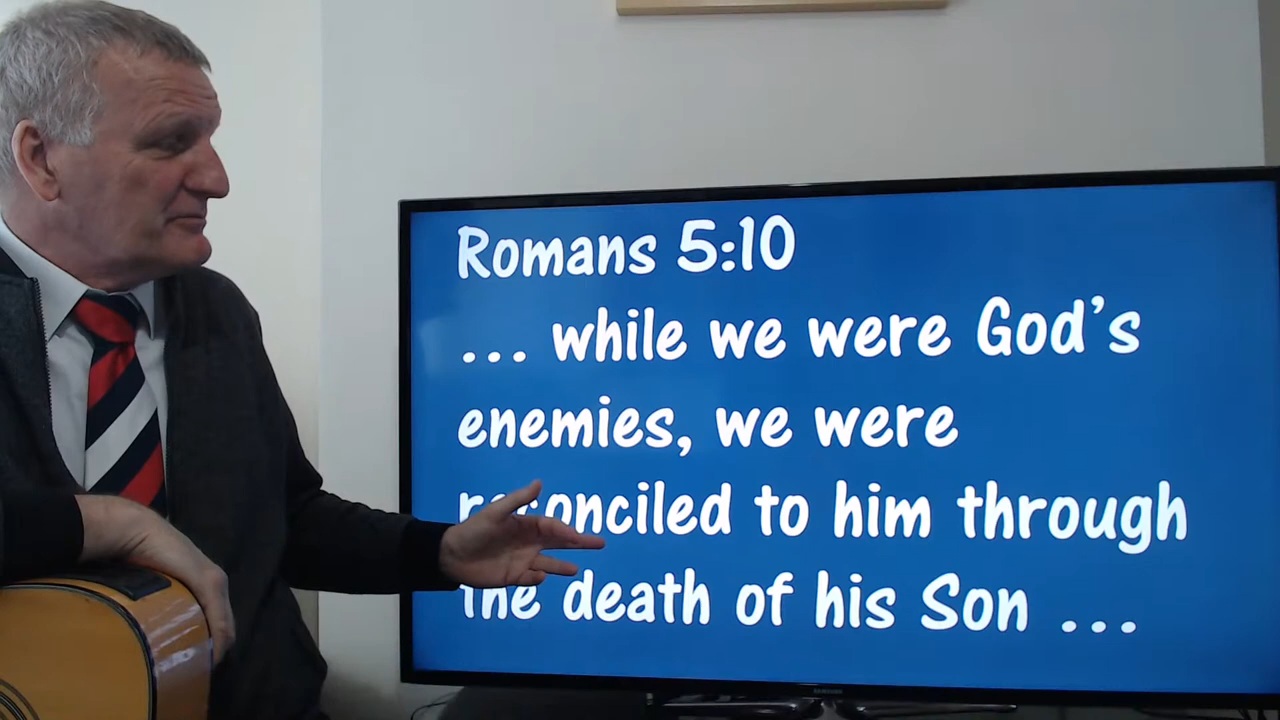 Romans 5:10
... while we were God's
enemies, we were
reconciled to him through
the death of his Son ...
SAMSUNG